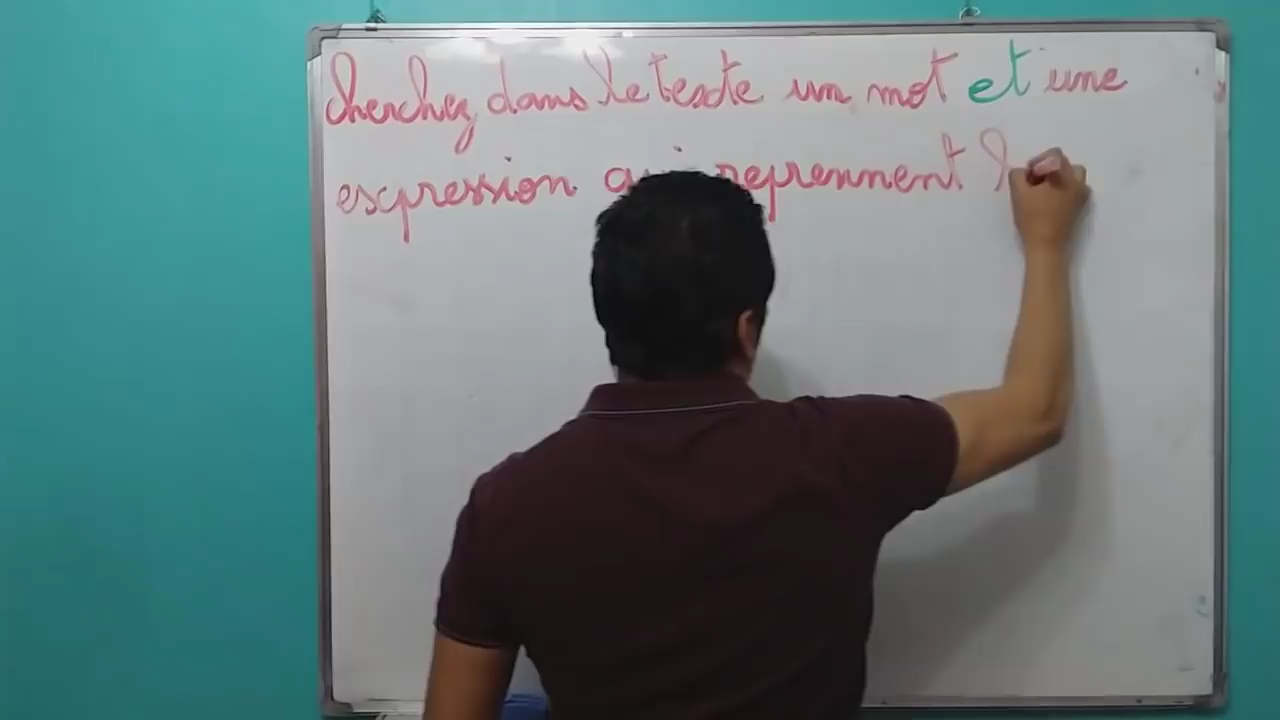 Cherchez dans le texte un mot et une
expression qui reprennent